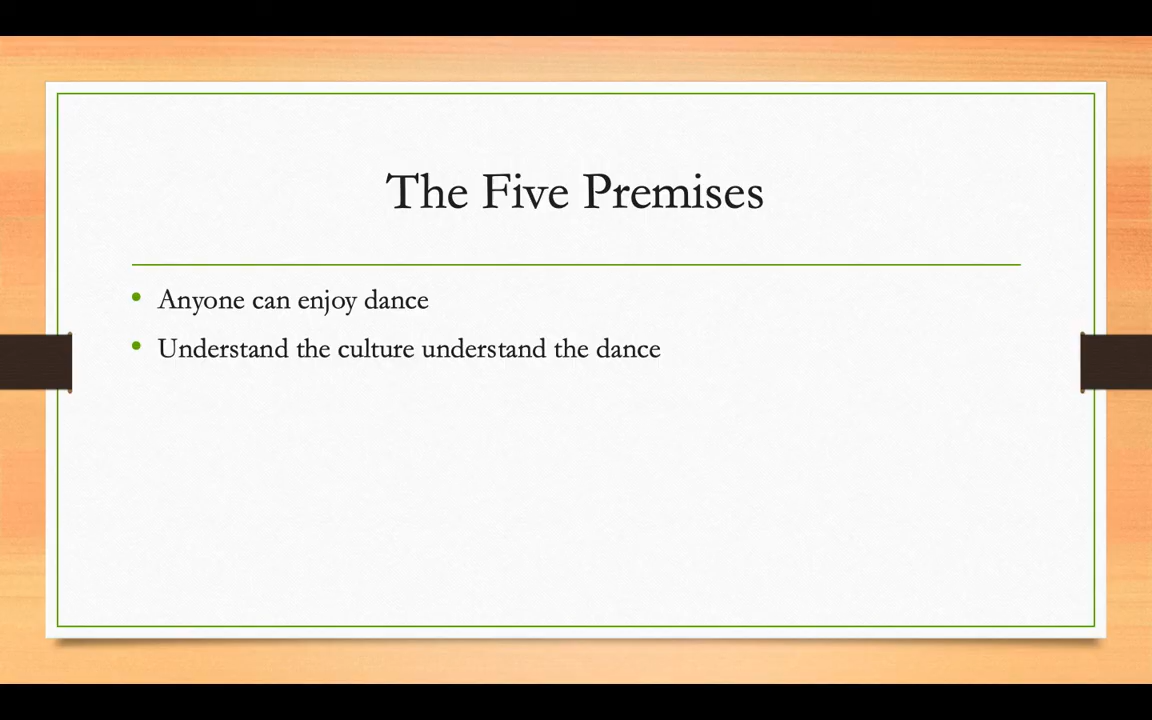 The Five Premises
Anyone can enjoy dance
Understand the culture understand the dance